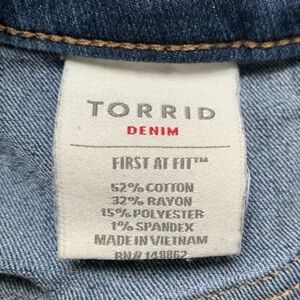 TORRID
DENIM
FIRST AT FIT™
52% COTTON
32% RAYON
15% POLYESTER
1% SPANDEX
MADE IN VIETNAM
RN# 148862